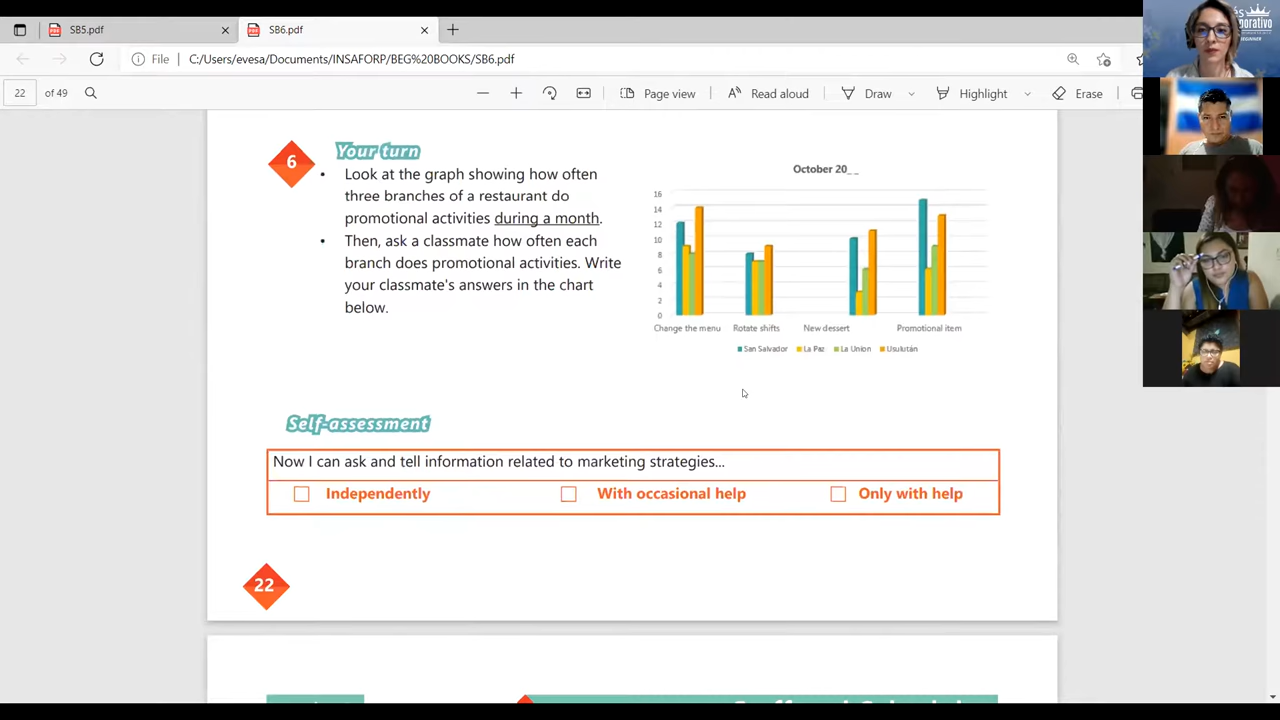 SB5.pdf
SB6.pdf
File
C:/Users/evesa/Documents/INSAFORP/BEG%20BOOKS/SB6.pdf
22
of 49
Page view
Read aloud
Draw
Highlight
Erase
BEGINNER
6
Your turn
• Look at the graph showing how often
three branches of a restaurant do
promotional activities during a month.
• Then, ask a classmate how often each
branch does promotional activities. Write
your classmate's answers in the chart
below.
October 20_ _
16
14
12
10
8
6
4
2
0
Change the menu Rotate shifts New dessert Promotional item
San Salvador La Paz La Union Usulután
Self-assessment
Now I can ask and tell information related to marketing strategies...
Independently With occasional help Only with help
22